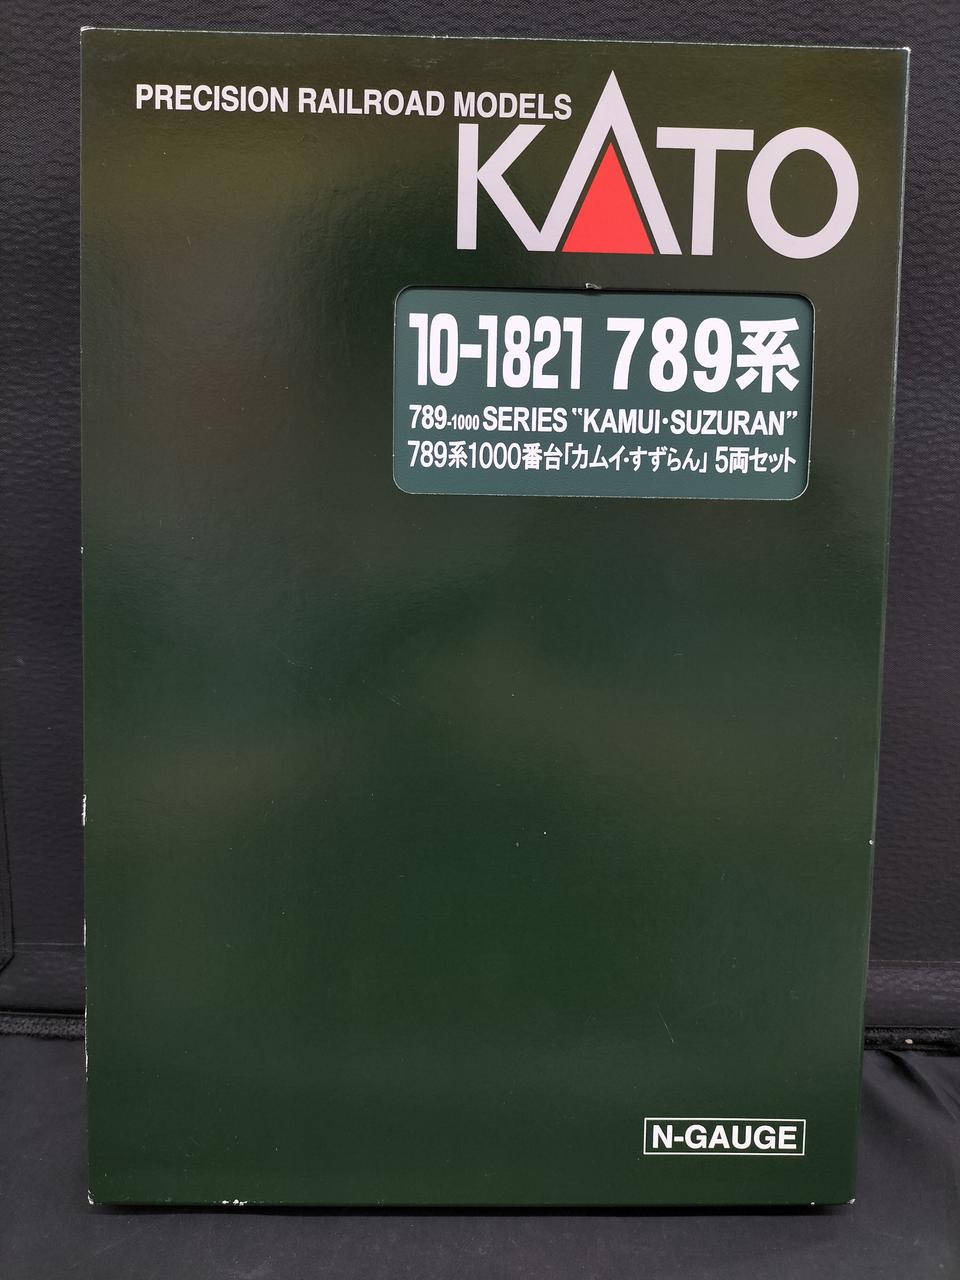 PRECISION RAILROAD MODELS
KATO
10-1821 789系
789-1000 SERIES "KAMUI･SUZURAN"
789系1000番台｢カムイ･すずらん｣ 5両セット
N-GAUGE